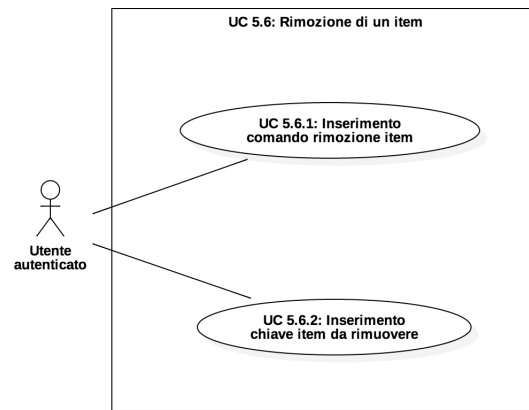 UC 5.6: Rimozione di un item
UC 5.6.1: Inserimento
comando rimozione item
Utente
autenticato
UC 5.6.2: Inserimento
chiave item da rimuovere